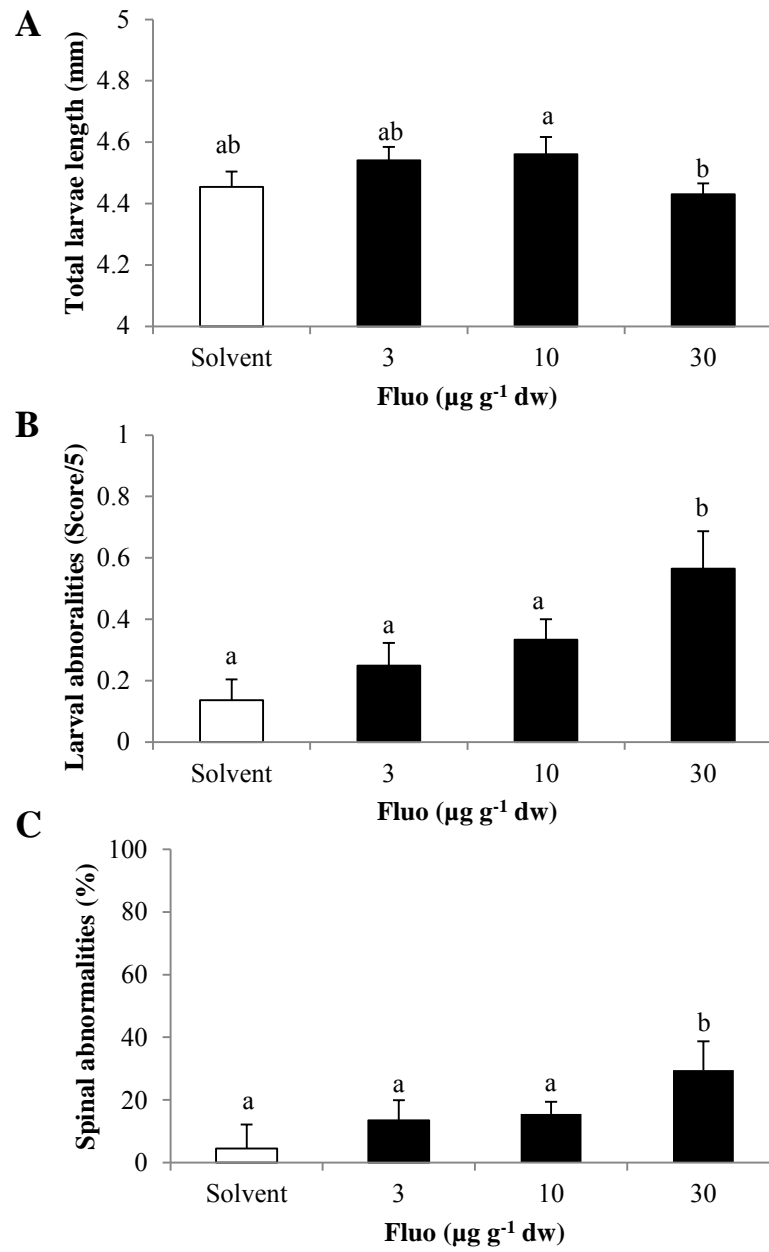 A
Total larvae length (mm)
5
4.8
4.6
4.4
4.2
4
ab
ab
a
b
Solvent 3 10 30
Fluo (µg g-1 dw)
B
Larval abnoralities (Score/5)
1
0.8
0.6
0.4
0.2
0
a
a
a
b
Solvent 3 10 30
Fluo (µg g-1 dw)
C
Spinal abnormalities (%)
100
80
60
40
20
0
a
a
a
b
Solvent 3 10 30
Fluo (µg g-1 dw)